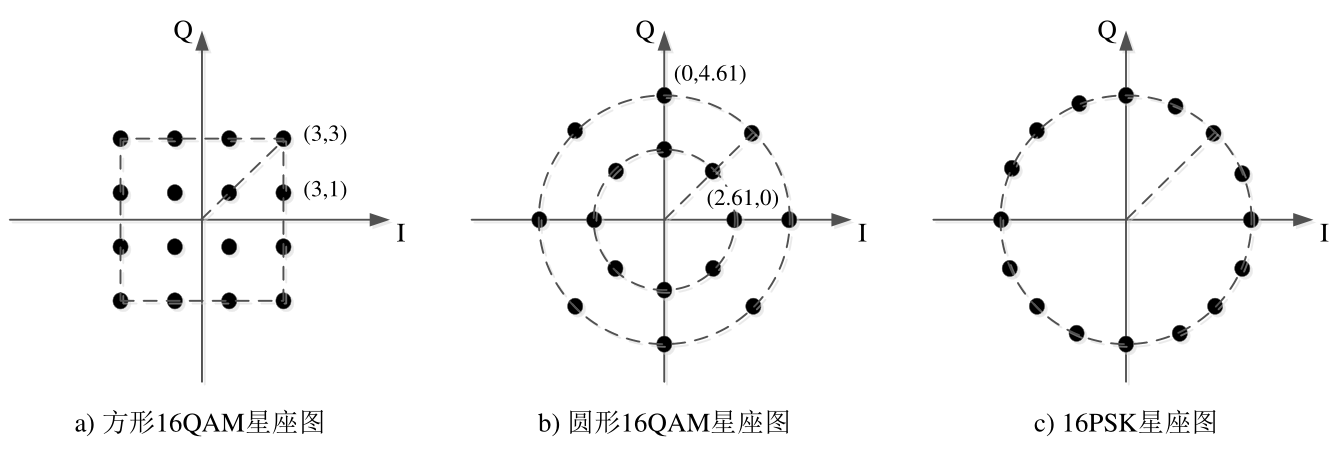 Q
(3,3)
(3,1)
I
a) 方形16QAM星座图
Q
(0,4.61)
(2.61,0)
I
b) 圆形16QAM星座图
Q
I
c) 16PSK星座图